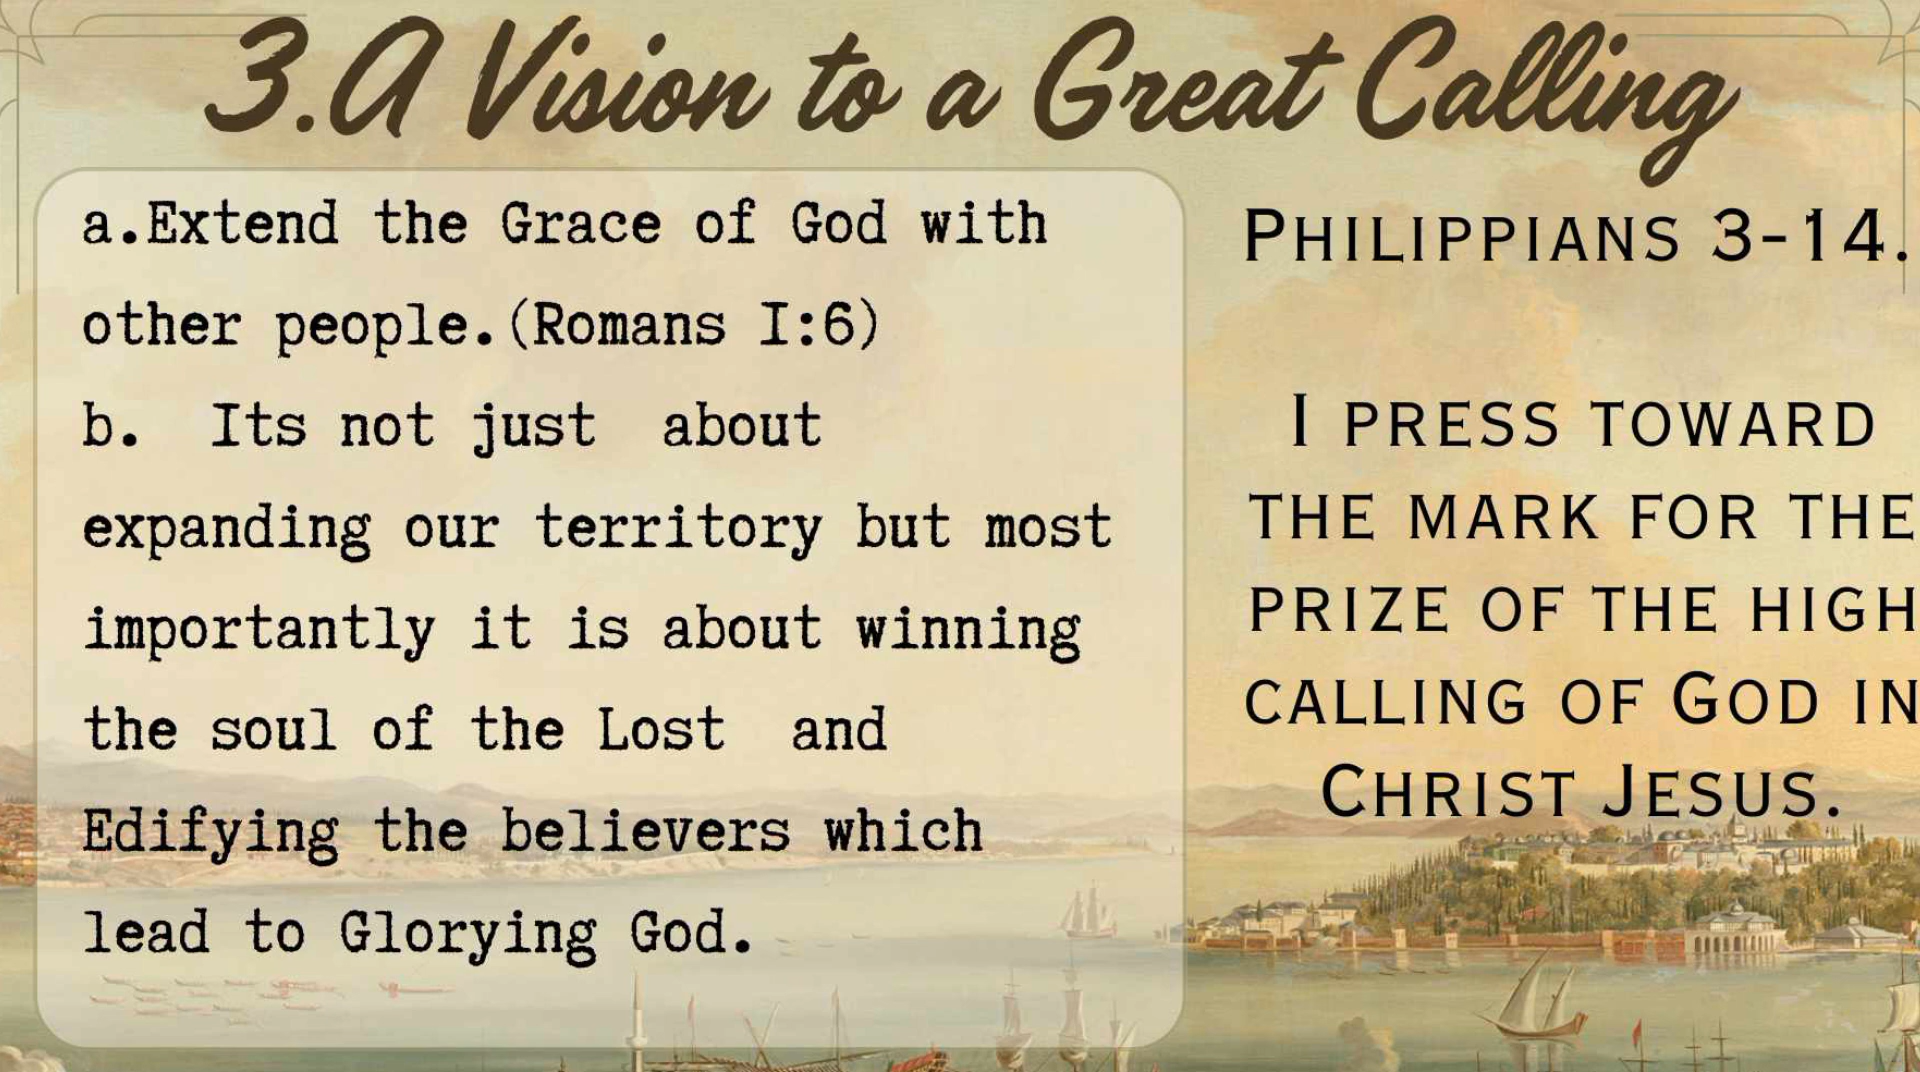 3.A Vision to a Great Calling
a.Extend the Grace of God with
other people.(Romans I:6)
b.  Its not just  about
expanding our territory but most
importantly it is about winning
the soul of the Lost  and
Edifying the believers which
lead to Glorying God.
Philippians 3-14.
I press toward
the mark for the
prize of the high
calling of God in
Christ Jesus.